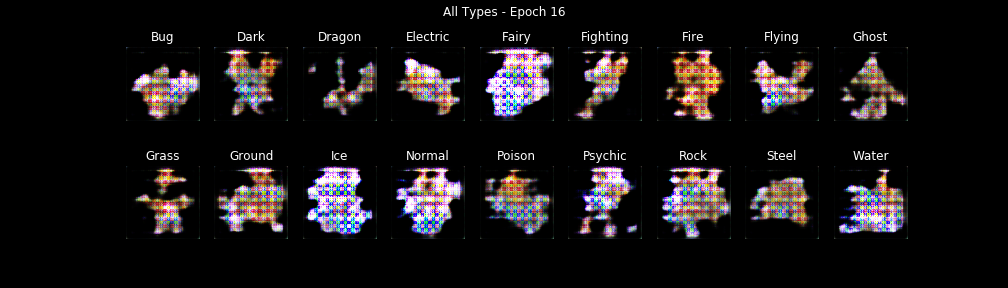 All Types - Epoch 16
Bug Dark Dragon Electric Fairy Fighting Fire Flying Ghost
Grass Ground Ice Normal Poison Psychic Rock Steel Water